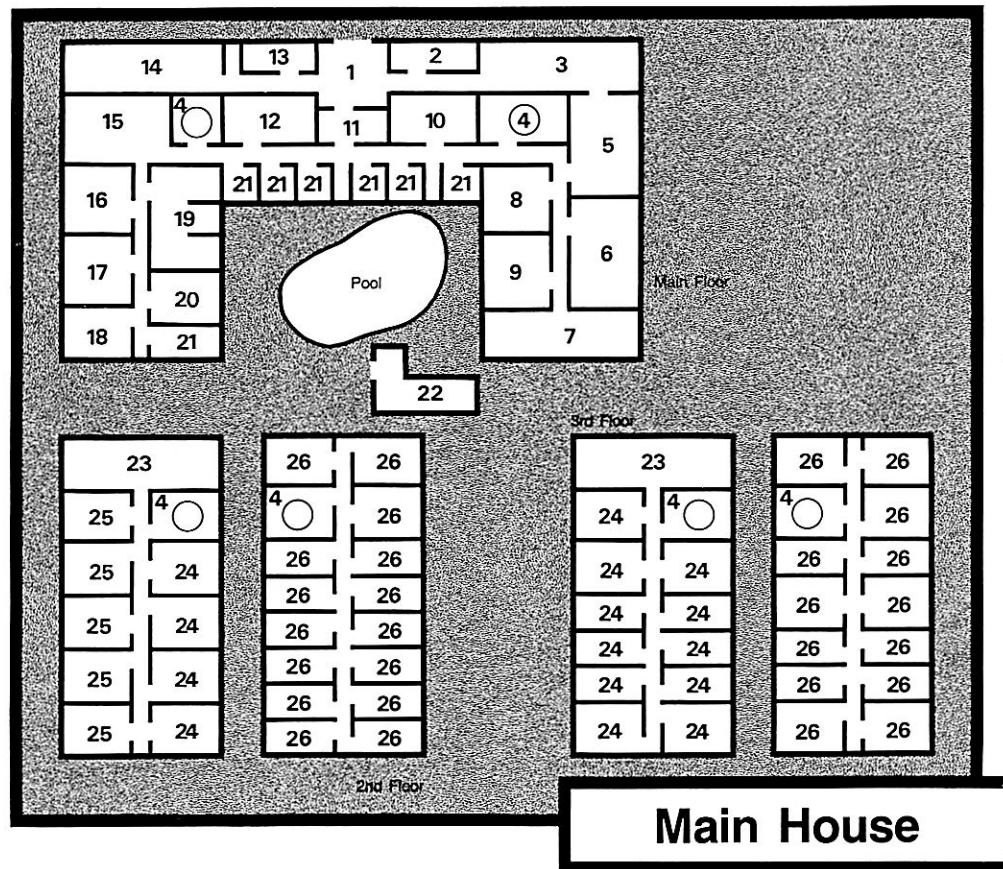 13 2
14 1 3
4
15 12 11 10 4
5
21 21 21 21 21 21
16 8
19
17 9 6
Pool
Main Floor
20
18 21 7
22
3rd Floor
23 26 26 23 26 26
4 4 4 4
25 26 24 26
25 24 26 26 24 24 26 26
26 26 24 24 26 26
25 24 26 26 24 24 26 26
25 24 26 26 24 24 26 26
26 26
25 24 26 26 24 24 26 26
2nd Floor
Main House